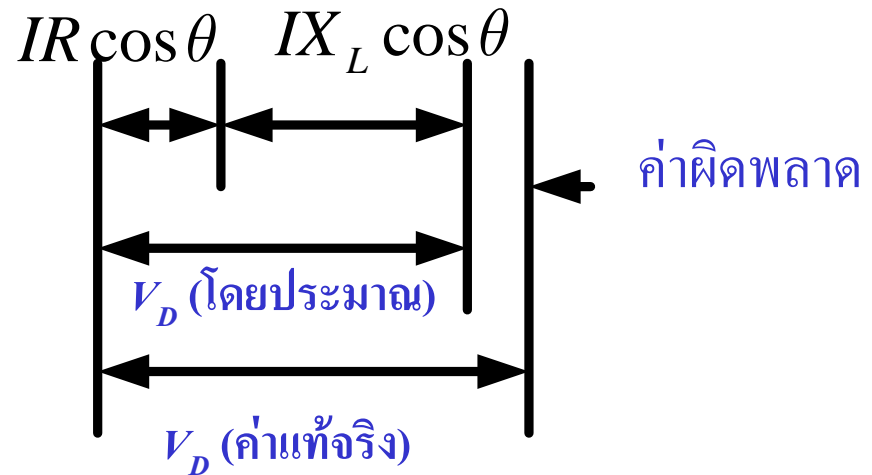 IR cos θ IX_L cos θ
ค่าผิดพลาด
V_D (โดยประมาณ)
V_D (ค่าแท้จริง)